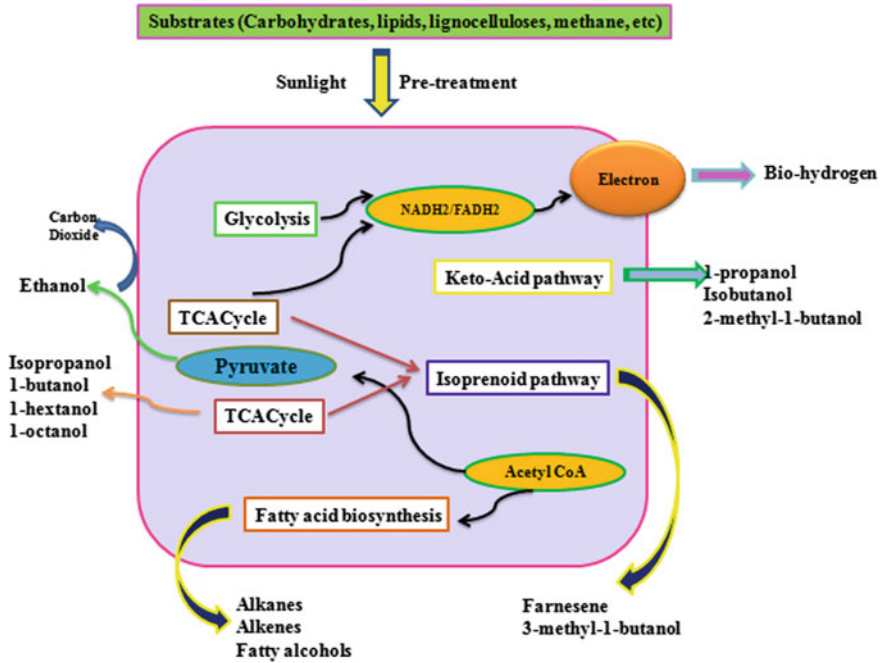 Substrates (Carbohydrates, lipids, lignocelluloses, methane, etc)
Sunlight
Pre-treatment
Electron
Bio-hydrogen
NADH2/FADH2
Glycolysis
Carbon
Dioxide
Ethanol
Keto-Acid pathway
1-propanol
Isobutanol
2-methyl-1-butanol
TCACycle
Pyruvate
Isoprenoid pathway
Isopropanol
1-butanol
1-hextanol
1-octanol
TCACycle
Acetyl CoA
Fatty acid biosynthesis
Alkanes
Alkenes
Fatty alcohols
Farnesene
3-methyl-1-butanol